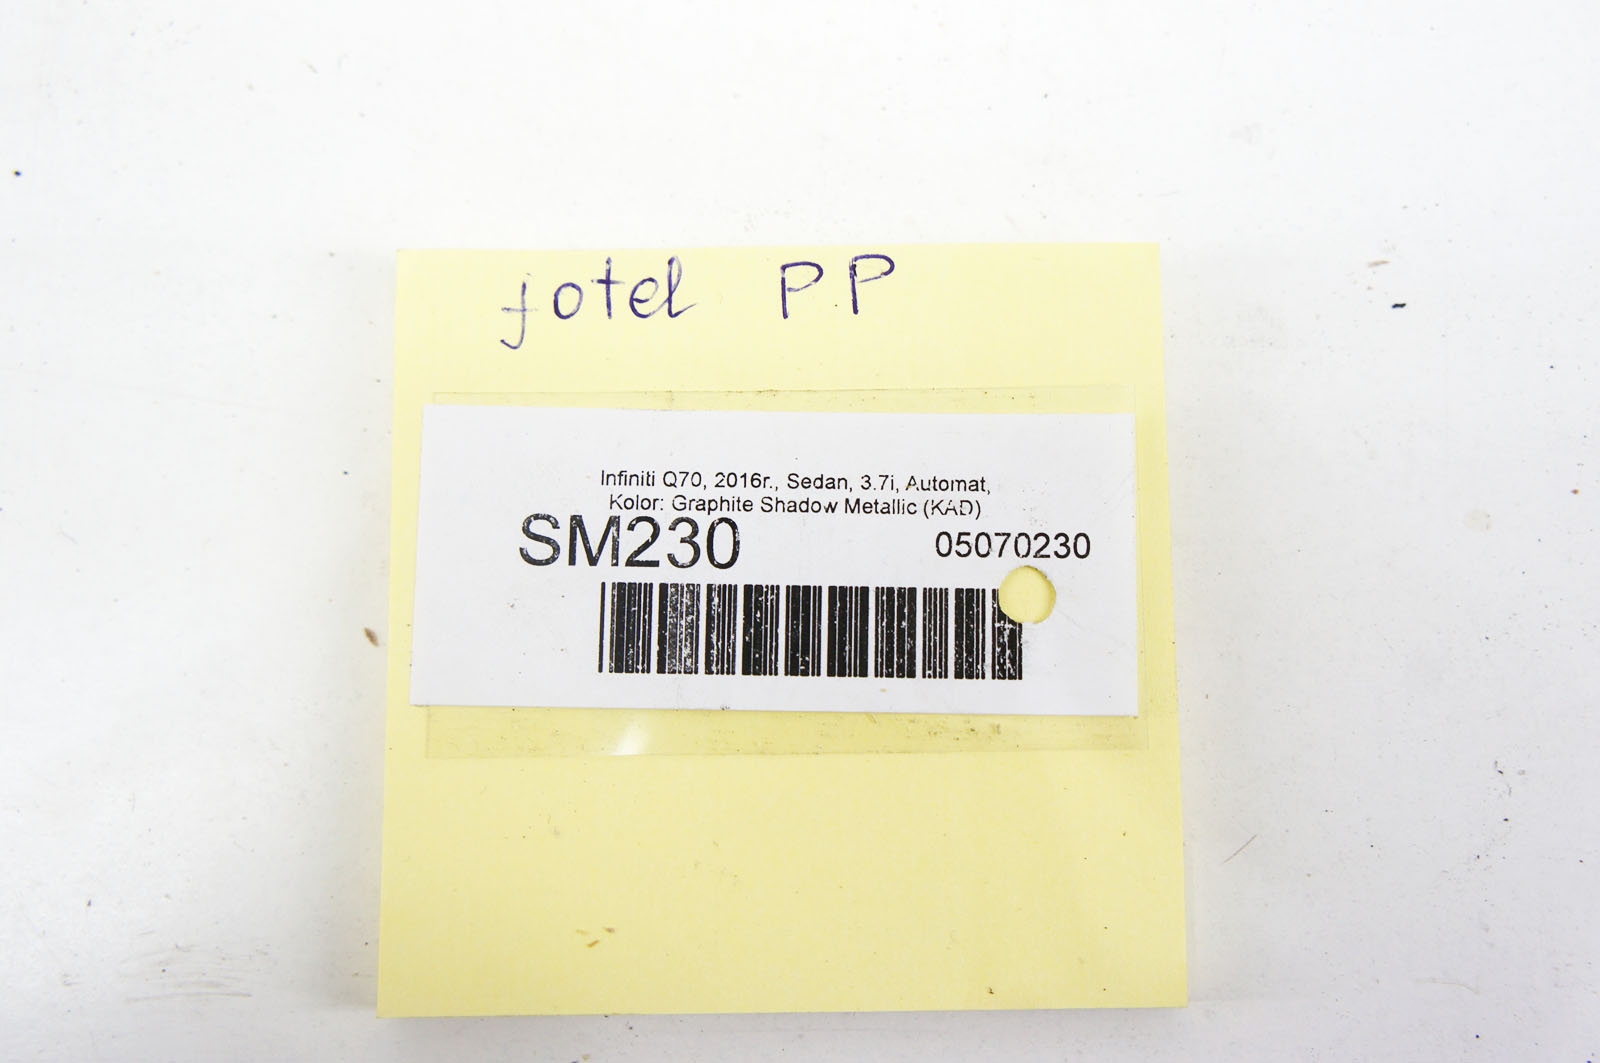 fotel PP
Infiniti Q70, 2016r., Sedan, 3.7i, Automat,
Kolor: Graphite Shadow Metallic (KAD)
SM230 05070230